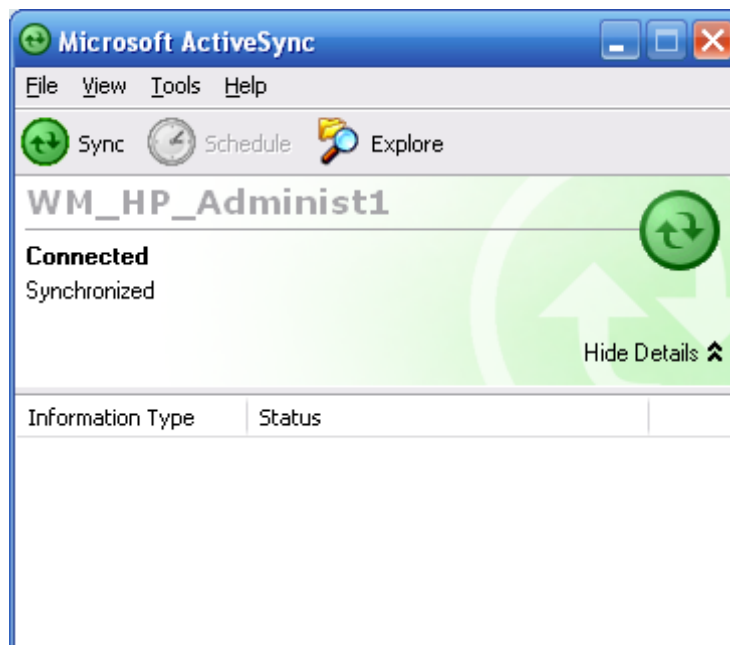 Microsoft ActiveSync
File View Tools Help
Sync Schedule Explore
WM_HP_Administ1
Connected
Synchronized
Hide Details
Information Type Status